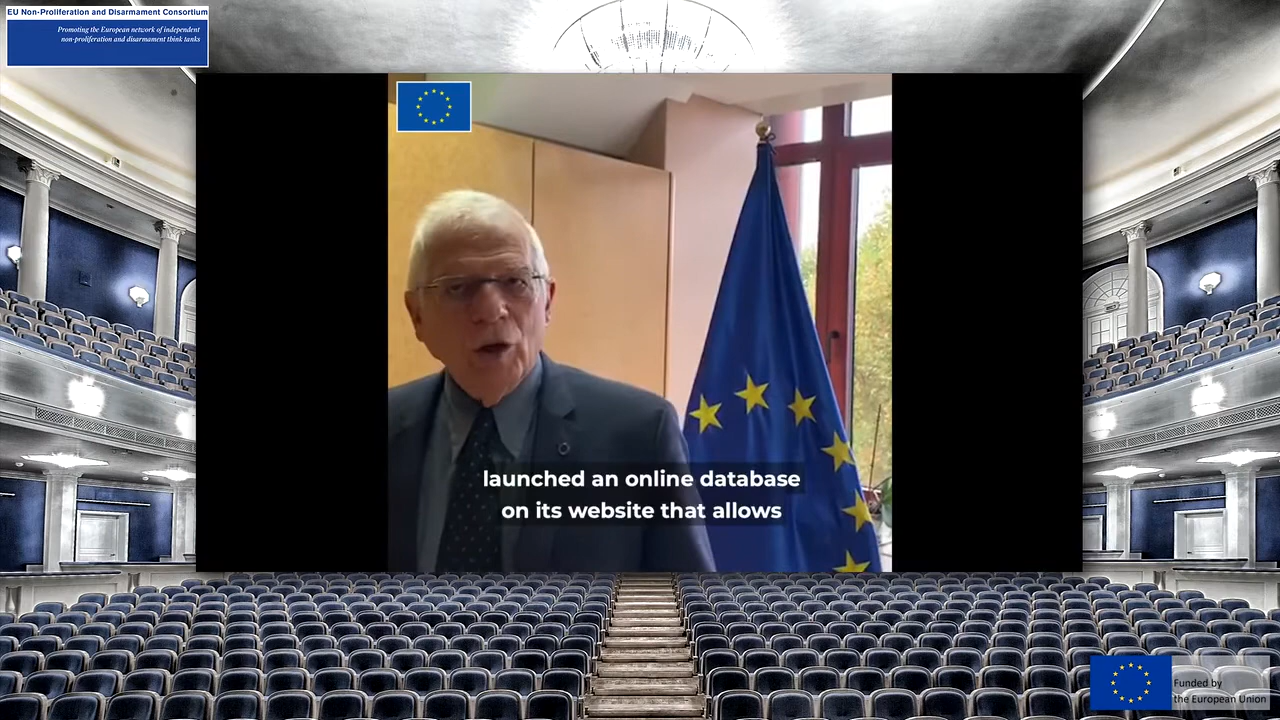 EU Non-Proliferation and Disarmament Consortium
Promoting the European network of independent
non-proliferation and disarmament think tanks
launched an online database
on its website that allows
Funded by
the European Union